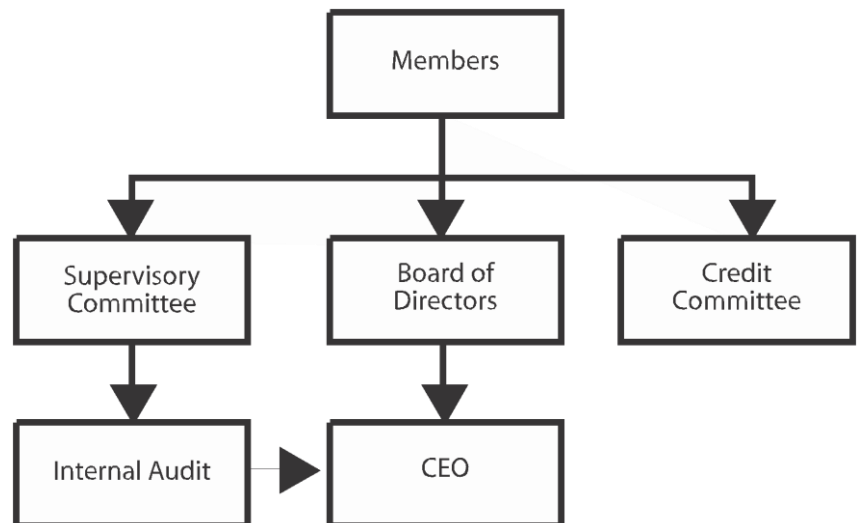 Members
Supervisory
Committee
Board of
Directors
Credit
Committee
Internal Audit
CEO